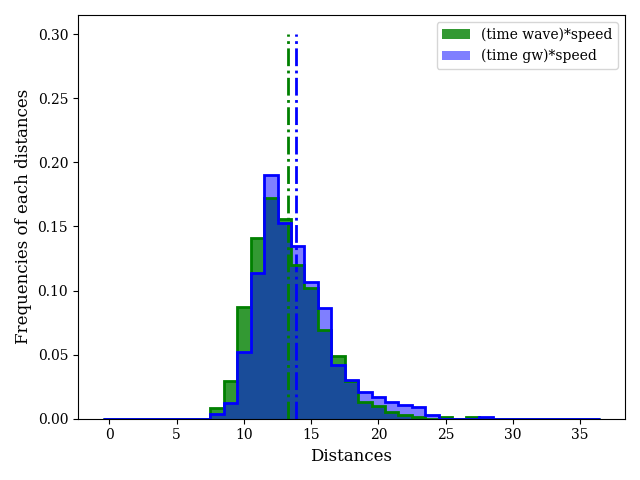 (time wave)*speed
(time gw)*speed
Frequencies of each distances
0.30
0.25
0.20
0.15
0.10
0.05
0.00
0 5 10 15 20 25 30 35
Distances